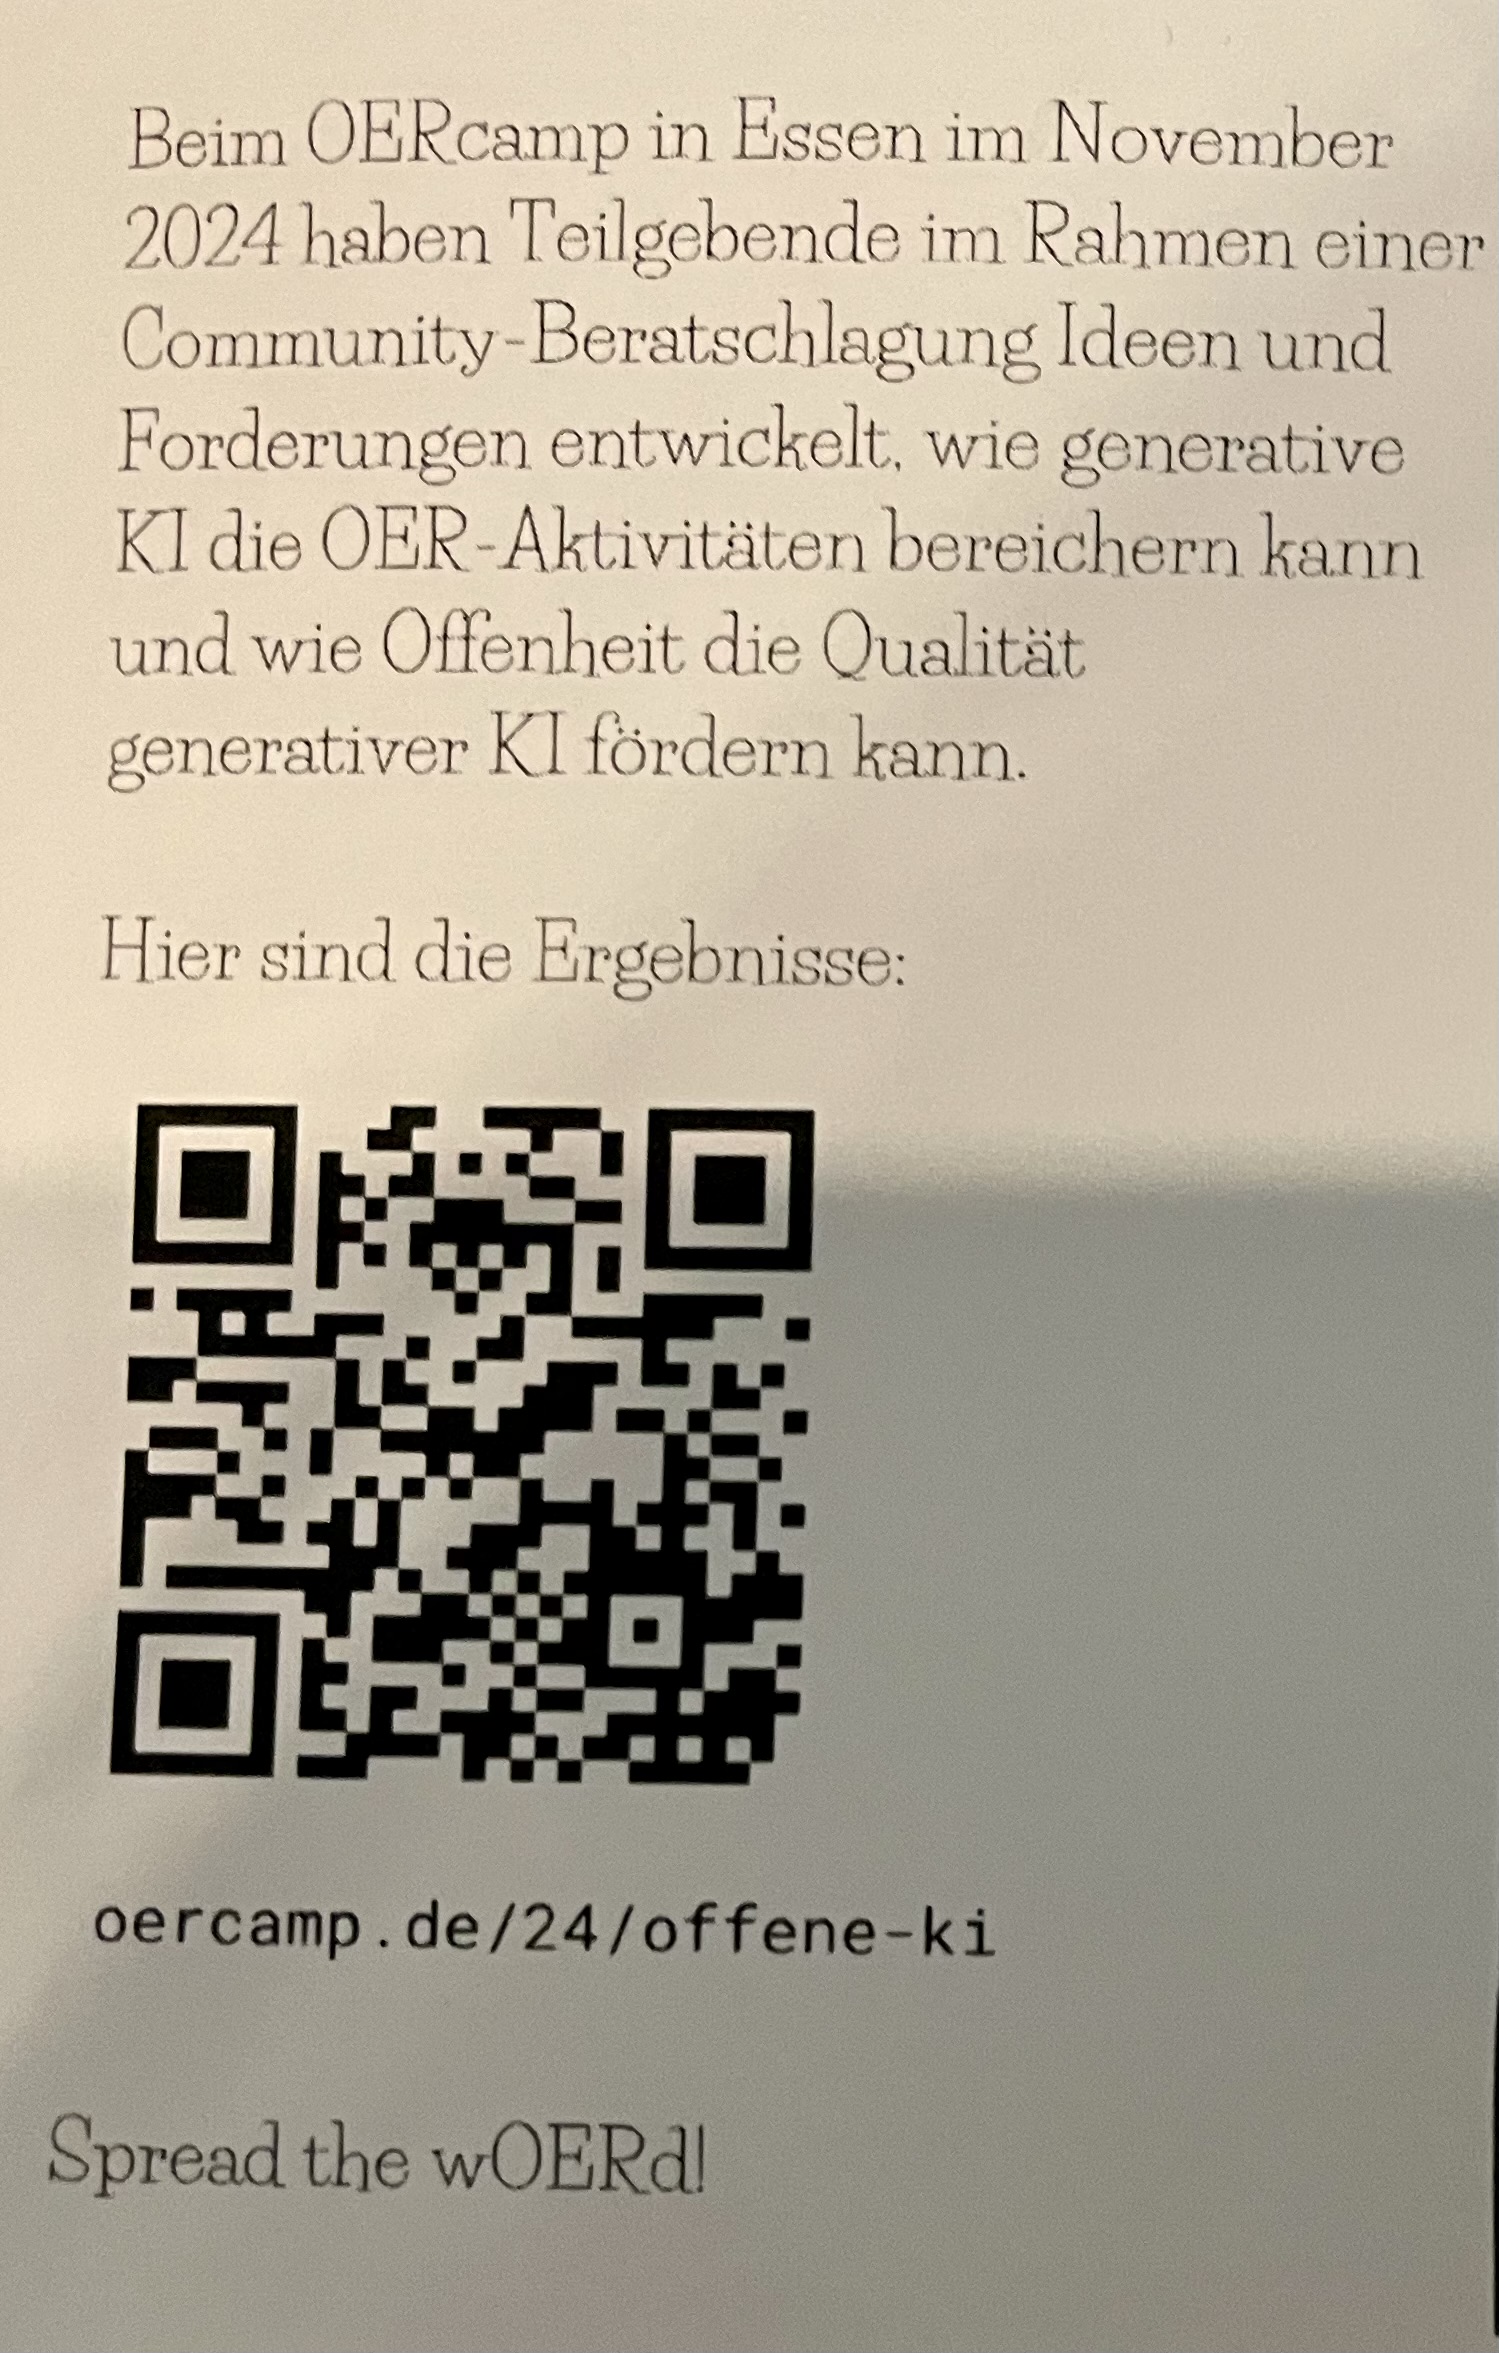 Beim OERcamp in Essen im November
2024 haben Teilgebende im Rahmen einer
Community-Beratschlagung Ideen und
Forderungen entwickelt, wie generative
KI die OER-Aktivitäten bereichern kann
und wie Offenheit die Qualität
generativer KI fördern kann.
Hier sind die Ergebnisse:
oercamp.de/24/offene-ki
Spread the wOERd!